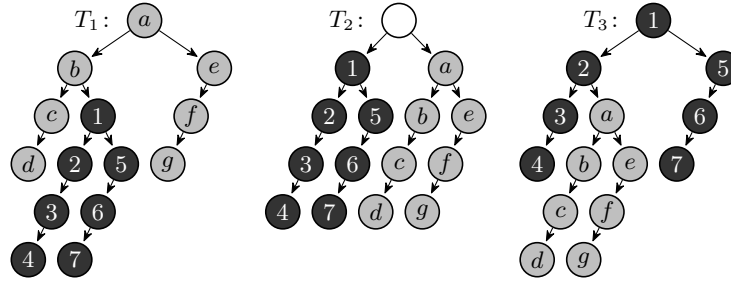 T₁: a T₂: T₃: 1
b e 1 a 2 5
c 1 f 2 5 b e 3 a 6
d 2 5 g 3 6 c f 4 b e 7
3 6 4 7 d g c f
4 7 d g